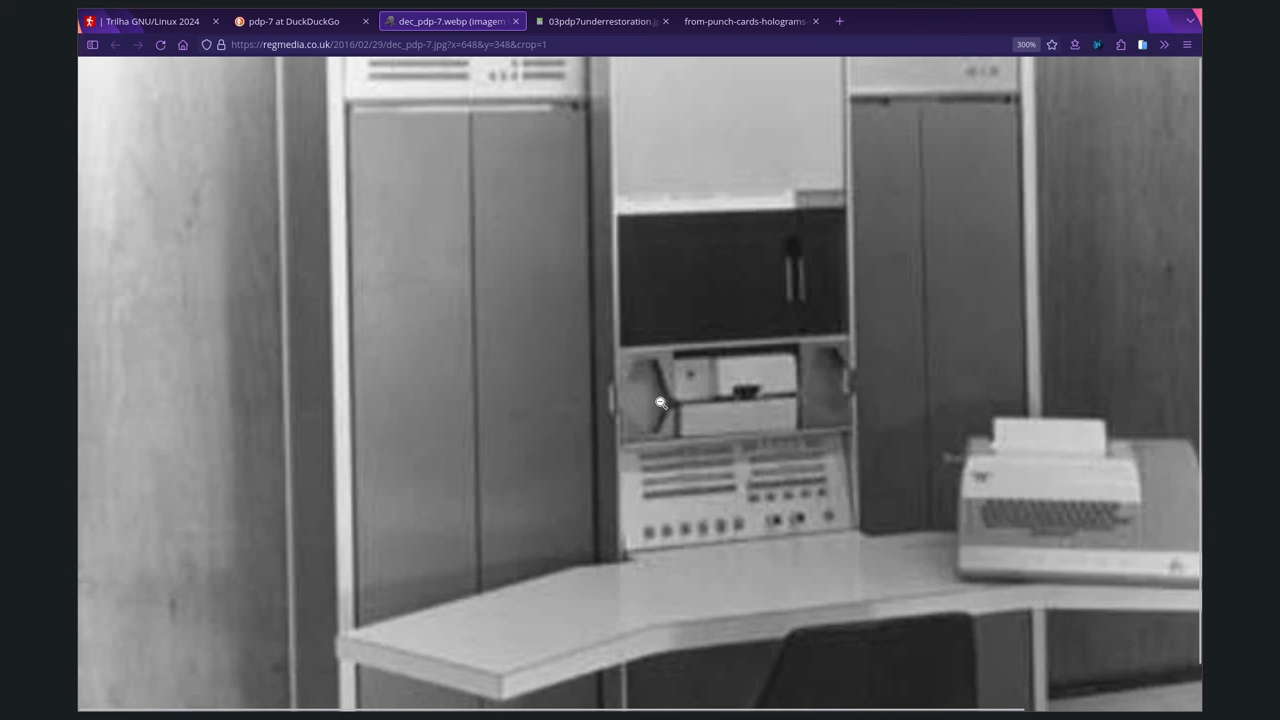 | Trilha GNU/Linux 2024
pdp-7 at DuckDuckGo
dec_pdp-7.webp (imagem
03pdp7underrestoration.j
from-punch-cards-holograms-
https://regmedia.co.uk/2016/02/29/dec_pdp-7.jpg?x=648&y=348&crop=1
300%